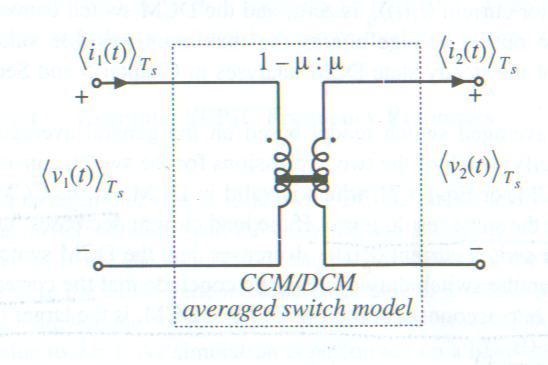 ⟨i₁(t)⟩Tₛ
1 − μ : μ
⟨i₂(t)⟩Tₛ
+
+
⟨v₁(t)⟩Tₛ
⟨v₂(t)⟩Tₛ
−
−
CCM/DCM
averaged switch model